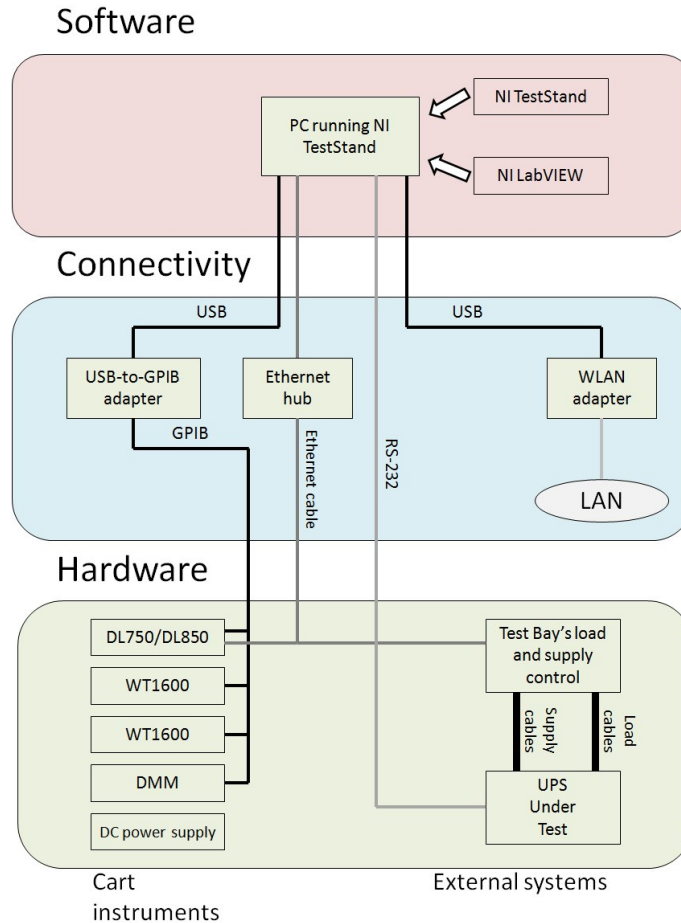 Software
PC running NI
TestStand
NI TestStand
NI LabVIEW
Connectivity
USB
USB
USB-to-GPIB
adapter
Ethernet
hub
WLAN
adapter
GPIB
Ethernet cable
RS-232
LAN
Hardware
DL750/DL850
WT1600
WT1600
DMM
DC power supply
Test Bay's load
and supply
control
Supply
cables
Load
cables
UPS
Under
Test
Cart
instruments
External systems